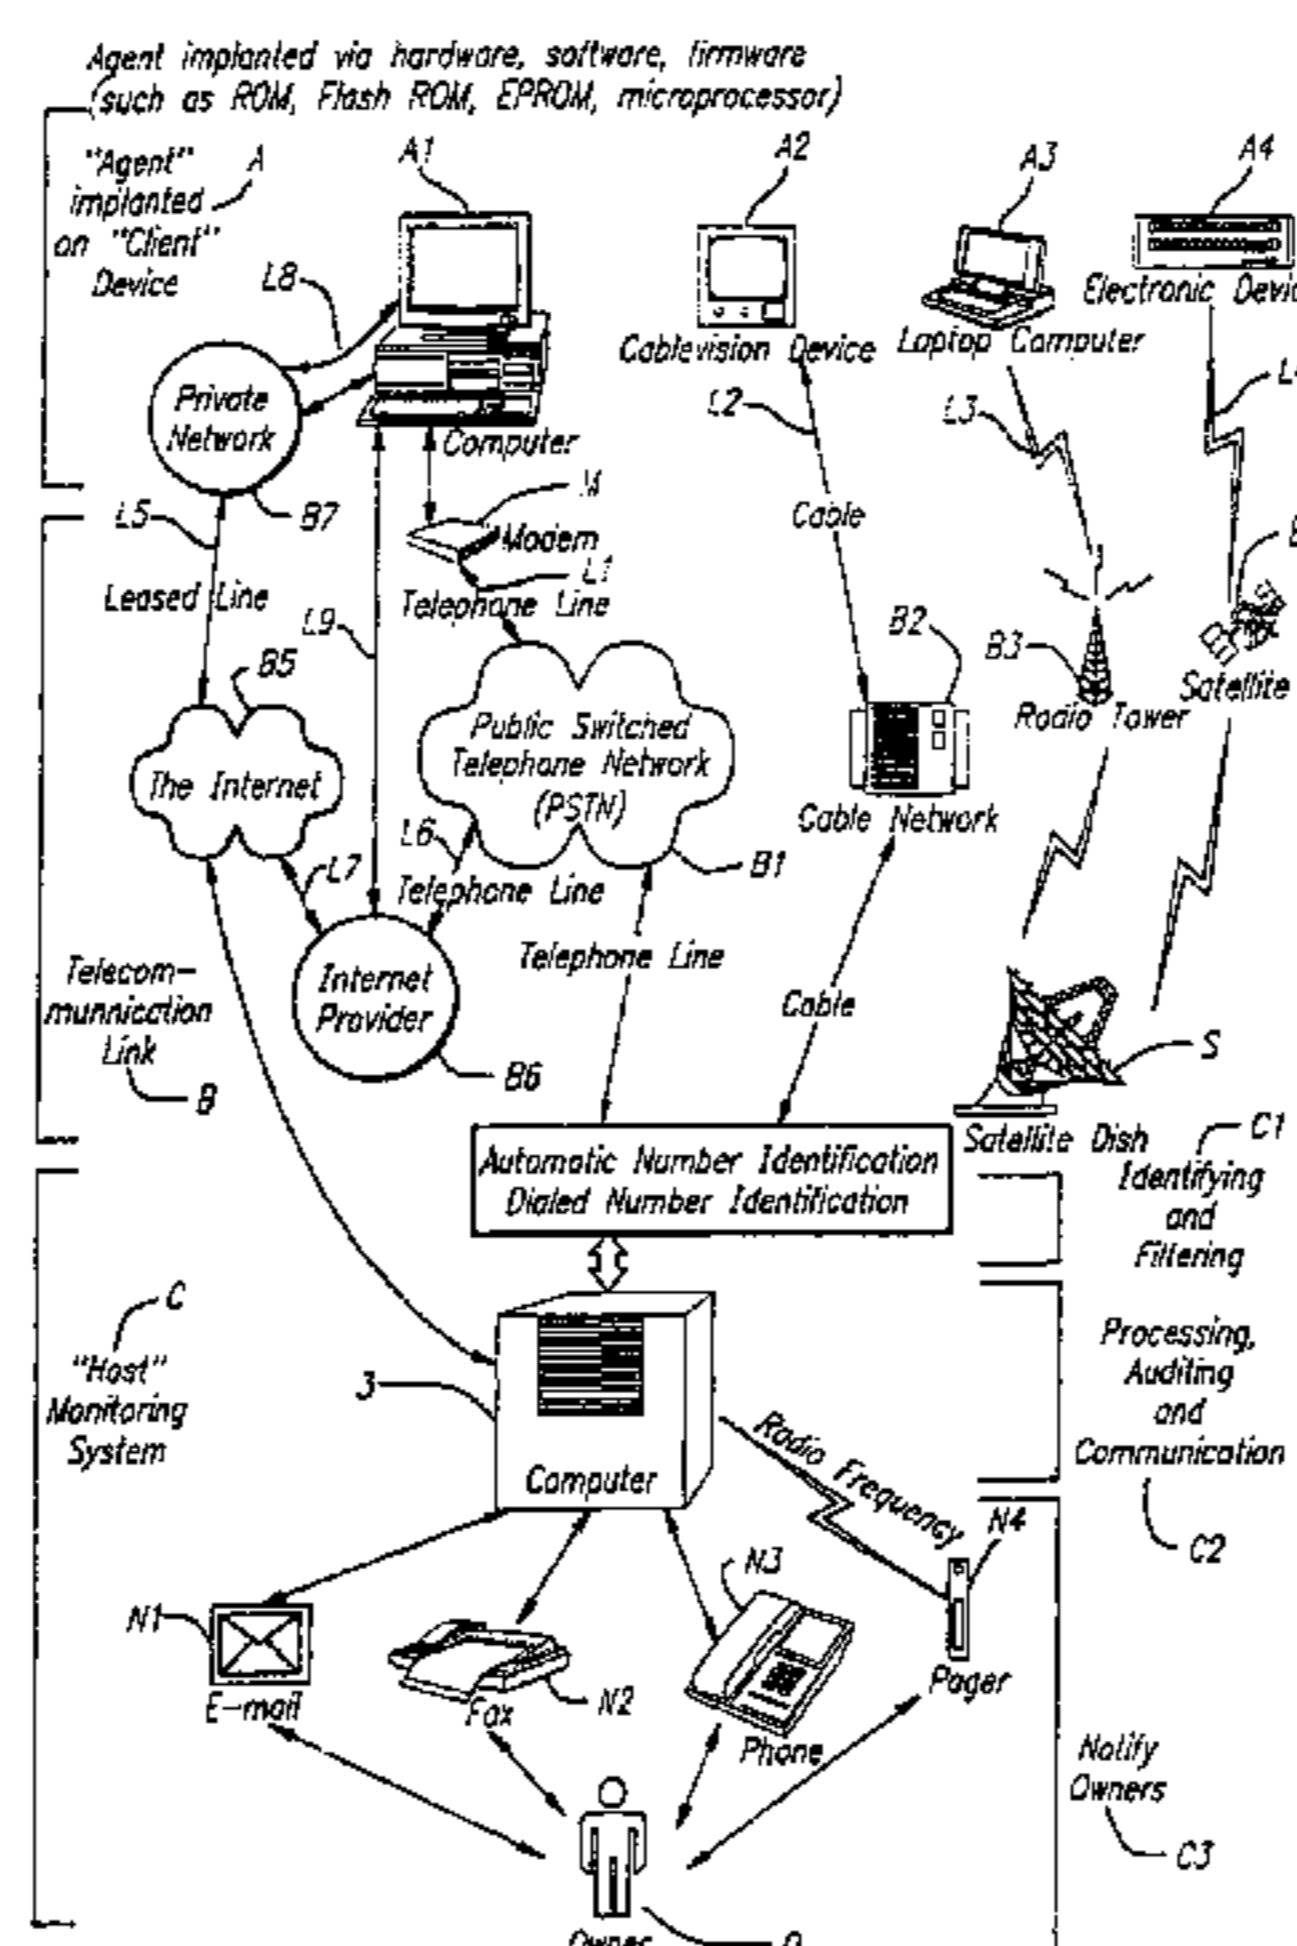 Agent implanted via hardware, software, firmware
(such as ROM, Flash ROM, EPROM, microprocessor)
"Agent"
implanted
on "Client"
Device
A
A1
A2
A3
A4
L8
Private
Network
Computer
Cablevision Device
Laptop Computer
Electronic
L2
L3
L5
B7
M
Modem
L1
Telephone Line
Cable
Leased Line
L9
B5
B2
B3
Radio Tower
Satellite
The Internet
Public Switched
Telephone Network
(PSTN)
Cable Network
L6
B1
L7
Telephone Line
Telephone Line
Internet
Provider
B6
Cable
Telecom-
munnication
Link
B
S
Satellite Dish
C1
Identifying
and
Filtering
Automatic Number Identification
Dialed Number Identification
C
"Host"
Monitoring
System
3
Computer
Processing,
Auditing
and
Communication
C2
Radio Frequency
N4
N3
N1
E-mail
Fax
N2
Phone
Pager
Notify
Owners
C3
Owner